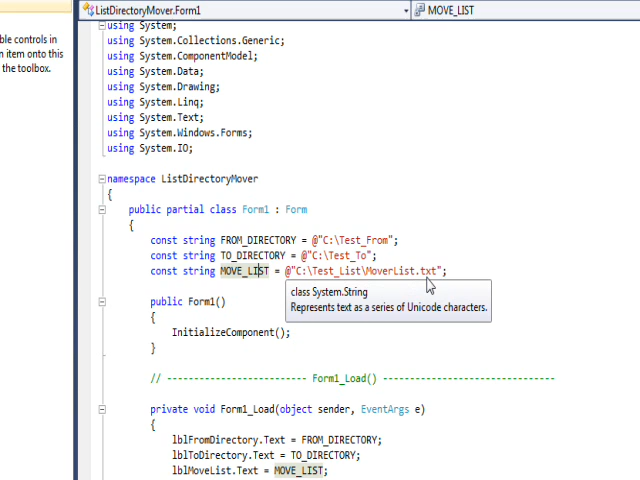 ListDirectoryMover.Form1 MOVE_LIST
ble controls in
n item onto this
the toolbox.
using System;
using System.Collections.Generic;
using System.ComponentModel;
using System.Data;
using System.Drawing;
using System.Linq;
using System.Text;
using System.Windows.Forms;
using System.IO;
namespace ListDirectoryMover
{
public partial class Form1 : Form
{
const string FROM_DIRECTORY = @"C:\Test_From";
const string TO_DIRECTORY = @"C:\Test_To";
const string MOVE_LIST = @"C:\Test_List\MoverList.txt";
class System.String
Represents text as a series of Unicode characters.
public Form1()
{
InitializeComponent();
}
// -------------------------- Form1_Load() --------------------------------
private void Form1_Load(object sender, EventArgs e)
{
lblFromDirectory.Text = FROM_DIRECTORY;
lblToDirectory.Text = TO_DIRECTORY;
lblMoveList.Text = MOVE_LIST;